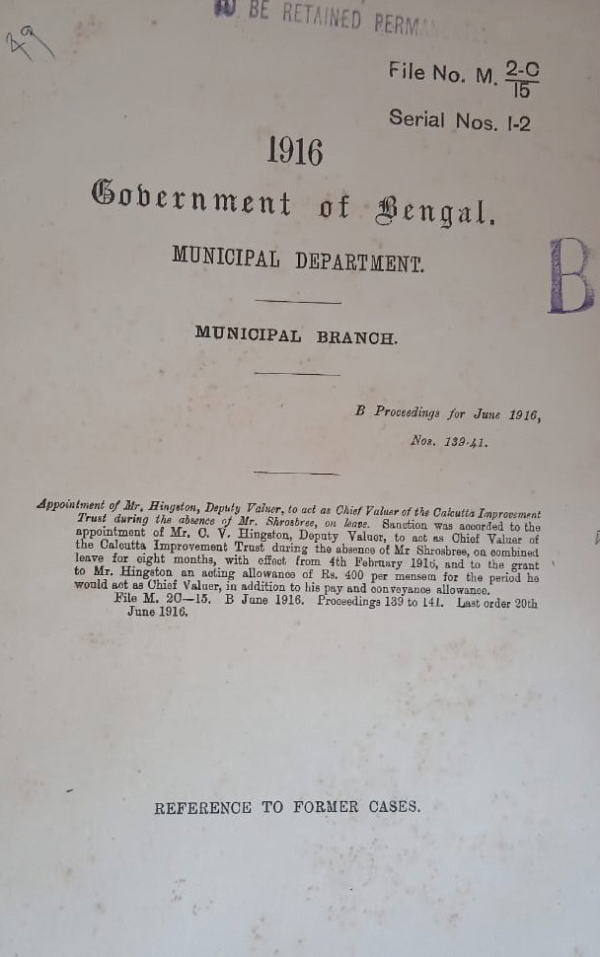 TO BE RETAINED PERM
49
File No. M. 2-C/15
Serial Nos. 1-2
1916
Government of Bengal.
MUNICIPAL DEPARTMENT.
B
MUNICIPAL BRANCH.
B Proceedings for June 1916,
Nos. 139-41.
Appointment of Mr. Hingston, Deputy Valuer, to act as Chief Valuer of the Calcutta Improvement
Trust during the absence of Mr. Shrosbree, on leave. Sanction was accorded to the
appointment of Mr. C. V. Hingston, Deputy Valuer, to act as Chief Valuer of
the Calcutta Improvement Trust during the absence of Mr Shrosbree, on combined
leave for eight months, with effect from 4th February 1916, and to the grant
to Mr. Hingston an acting allowance of Rs. 400 per mensem for the period he
would act as Chief Valuer, in addition to his pay and conveyance allowance.
File M. 2C—15. B June 1916. Proceedings 139 to 141. Last order 20th
June 1916.
REFERENCE TO FORMER CASES.